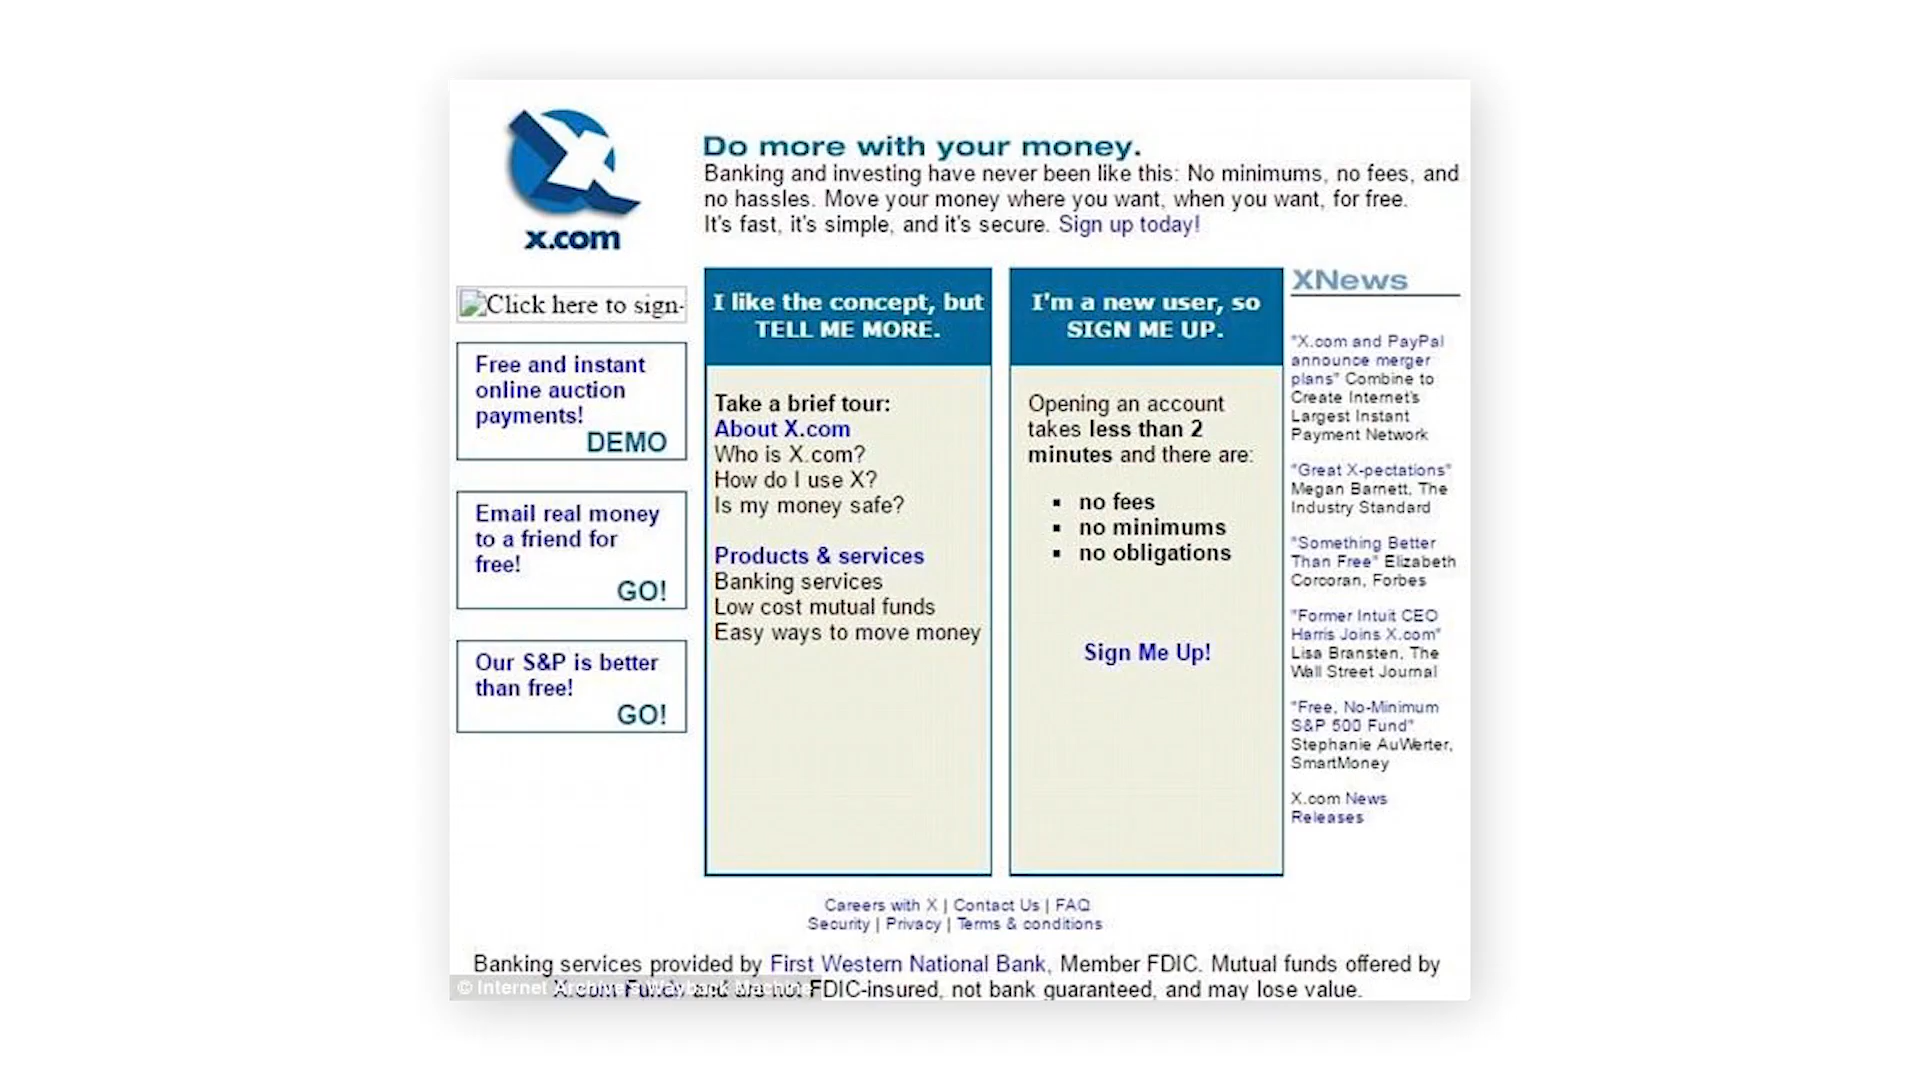 x.com
Do more with your money.
Banking and investing have never been like this: No minimums, no fees, and
no hassles. Move your money where you want, when you want, for free.
It's fast, it's simple, and it's secure. Sign up today!
Click here to sign-
Free and instant
online auction
payments!
DEMO
Email real money
to a friend for
free!
GO!
Our S&P is better
than free!
GO!
I like the concept, but
TELL ME MORE.
Take a brief tour:
About X.com
Who is X.com?
How do I use X?
Is my money safe?
Products & services
Banking services
Low cost mutual funds
Easy ways to move money
I'm a new user, so
SIGN ME UP.
Opening an account
takes less than 2
minutes and there are:
no fees
no minimums
no obligations
Sign Me Up!
XNews
"X.com and PayPal
announce merger
plans" Combine to
Create Internet's
Largest Instant
Payment Network
"Great X-pectations"
Megan Barnett, The
Industry Standard
"Something Better
Than Free" Elizabeth
Corcoran, Forbes
"Former Intuit CEO
Harris Joins X.com"
Lisa Bransten, The
Wall Street Journal
"Free, No-Minimum
S&P 500 Fund"
Stephanie AuWerter,
SmartMoney
X.com News
Releases
Careers with X | Contact Us | FAQ
Security | Privacy | Terms & conditions
Banking services provided by First Western National Bank, Member FDIC. Mutual funds offered by
X.com Funds and are not FDIC-insured, not bank guaranteed, and may lose value.
© Internet Archive's Wayback Machine